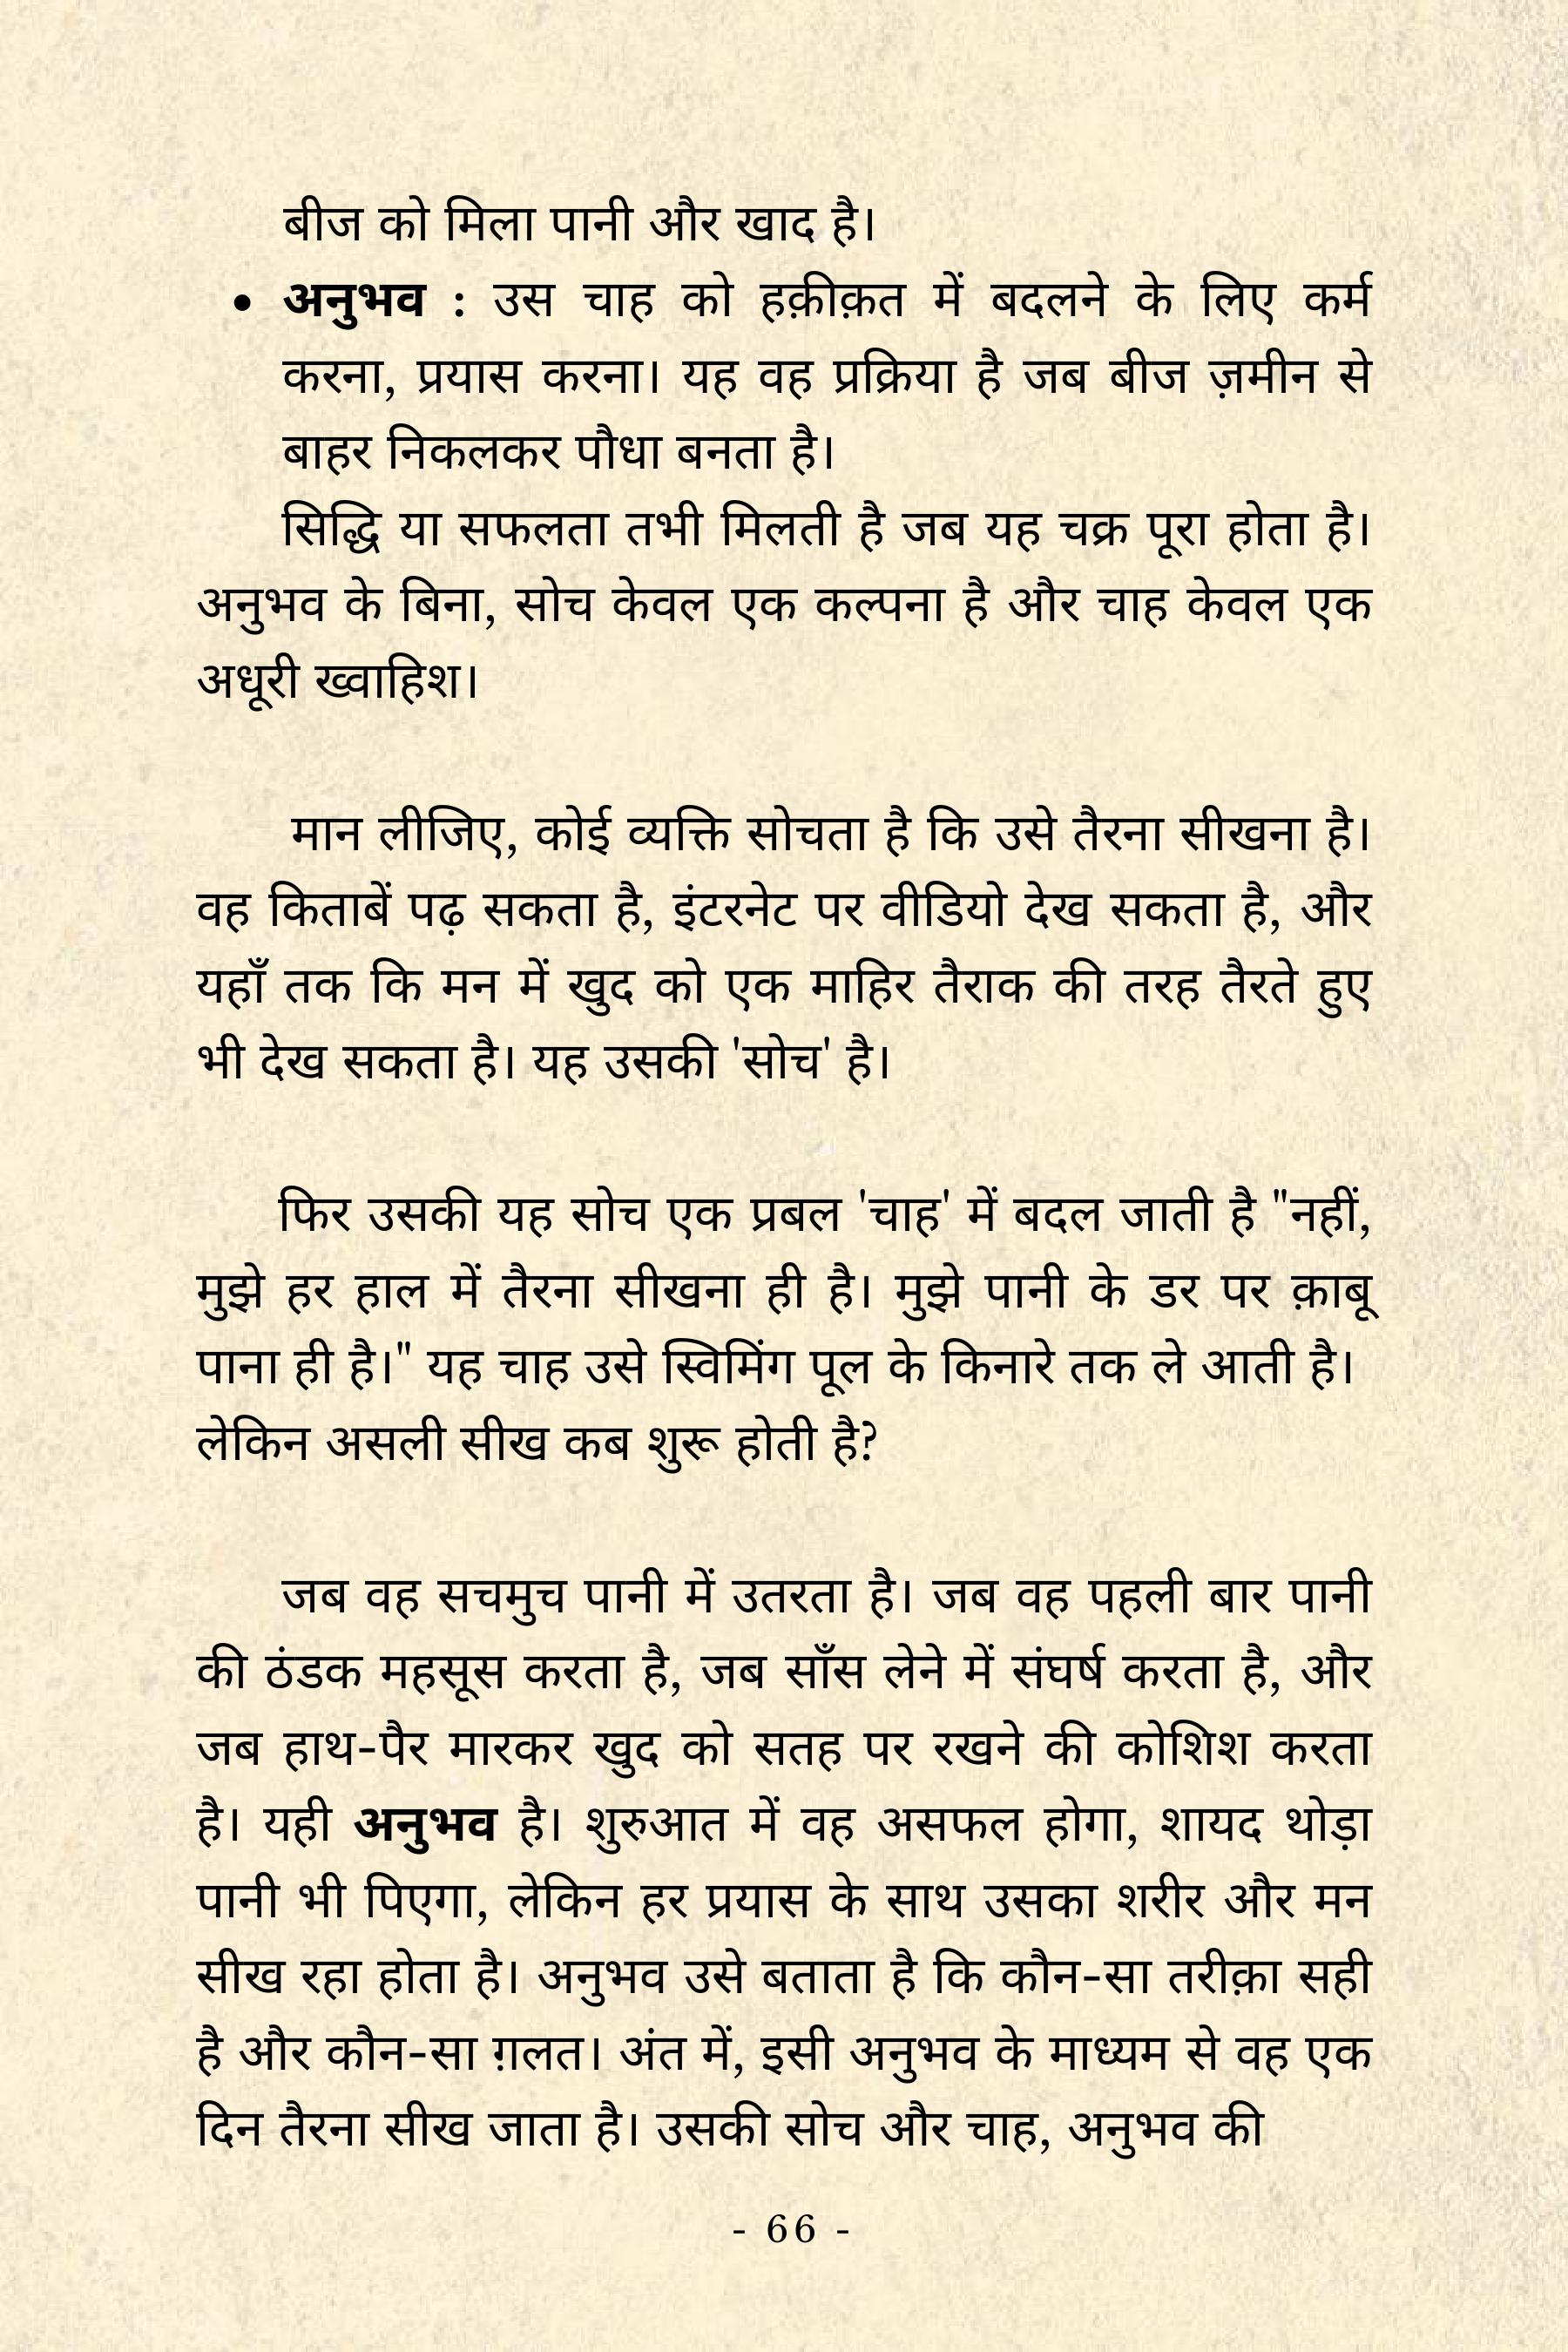 बीज को मिला पानी और खाद है।
• अनुभव : उस चाह को हक़ीक़त में बदलने के लिए कर्म
करना, प्रयास करना। यह वह प्रक्रिया है जब बीज ज़मीन से
बाहर निकलकर पौधा बनता है।
सिद्धि या सफलता तभी मिलती है जब यह चक्र पूरा होता है।
अनुभव के बिना, सोच केवल एक कल्पना है और चाह केवल एक
अधूरी ख्वाहिश।
मान लीजिए, कोई व्यक्ति सोचता है कि उसे तैरना सीखना है।
वह किताबें पढ़ सकता है, इंटरनेट पर वीडियो देख सकता है, और
यहाँ तक कि मन में खुद को एक माहिर तैराक की तरह तैरते हुए
भी देख सकता है। यह उसकी 'सोच' है।
फिर उसकी यह सोच एक प्रबल 'चाह' में बदल जाती है "नहीं,
मुझे हर हाल में तैरना सीखना ही है। मुझे पानी के डर पर क़ाबू
पाना ही है।" यह चाह उसे स्विमिंग पूल के किनारे तक ले आती है।
लेकिन असली सीख कब शुरू होती है?
जब वह सचमुच पानी में उतरता है। जब वह पहली बार पानी
की ठंडक महसूस करता है, जब साँस लेने में संघर्ष करता है, और
जब हाथ-पैर मारकर खुद को सतह पर रखने की कोशिश करता
है। यही अनुभव है। शुरुआत में वह असफल होगा, शायद थोड़ा
पानी भी पिएगा, लेकिन हर प्रयास के साथ उसका शरीर और मन
सीख रहा होता है। अनुभव उसे बताता है कि कौन-सा तरीक़ा सही
है और कौन-सा ग़लत। अंत में, इसी अनुभव के माध्यम से वह एक
दिन तैरना सीख जाता है। उसकी सोच और चाह, अनुभव की
- 66 -